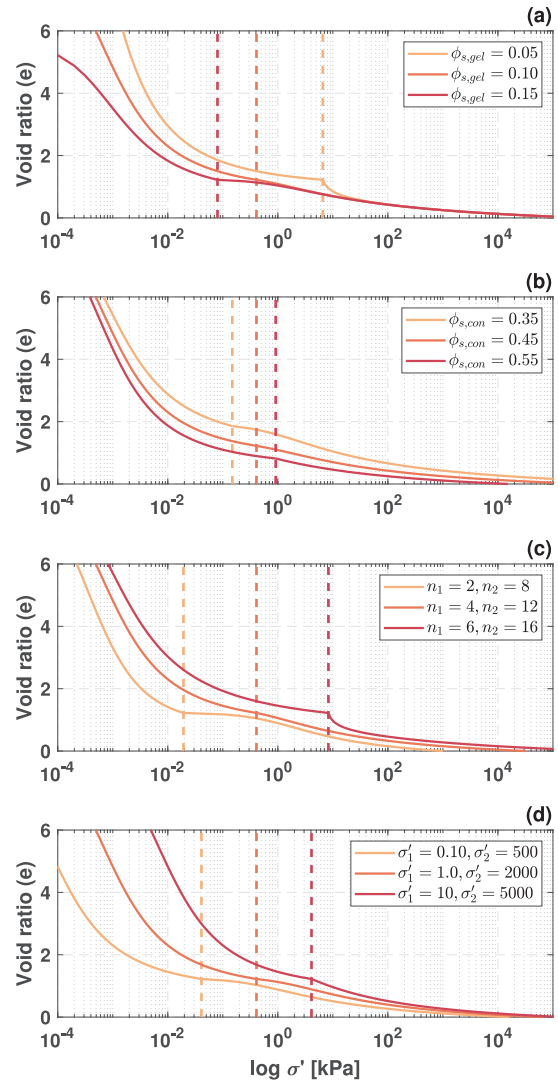 (a)
Void ratio (e)
6
4
2
0
ϕs,gel = 0.05
ϕs,gel = 0.10
ϕs,gel = 0.15
10-4 10-2 100 102 104
(b)
Void ratio (e)
6
4
2
0
ϕs,con = 0.35
ϕs,con = 0.45
ϕs,con = 0.55
10-4 10-2 100 102 104
(c)
Void ratio (e)
6
4
2
0
n1 = 2, n2 = 8
n1 = 4, n2 = 12
n1 = 6, n2 = 16
10-4 10-2 100 102 104
(d)
Void ratio (e)
6
4
2
0
σ′1 = 0.10, σ′2 = 500
σ′1 = 1.0, σ′2 = 2000
σ′1 = 10, σ′2 = 5000
10-4 10-2 100 102 104
log σ' [kPa]